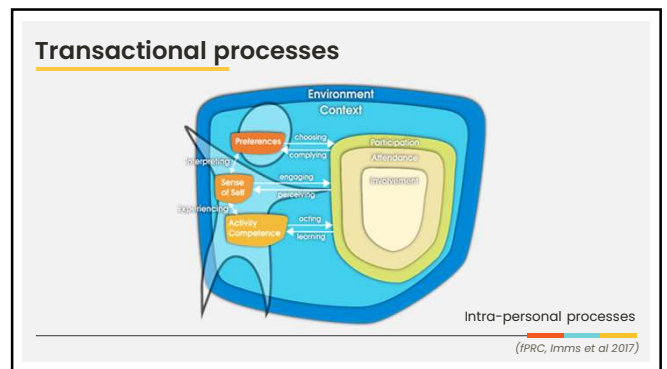 Transactional processes
Environment
Context
Preferences
choosing
complying
Participation
Attendance
Involvement
interpreting
Sense
of Self
engaging
perceiving
Experiencing
Activity
Competence
acting
learning
Intra-personal processes
(fPRC, Imms et al 2017)